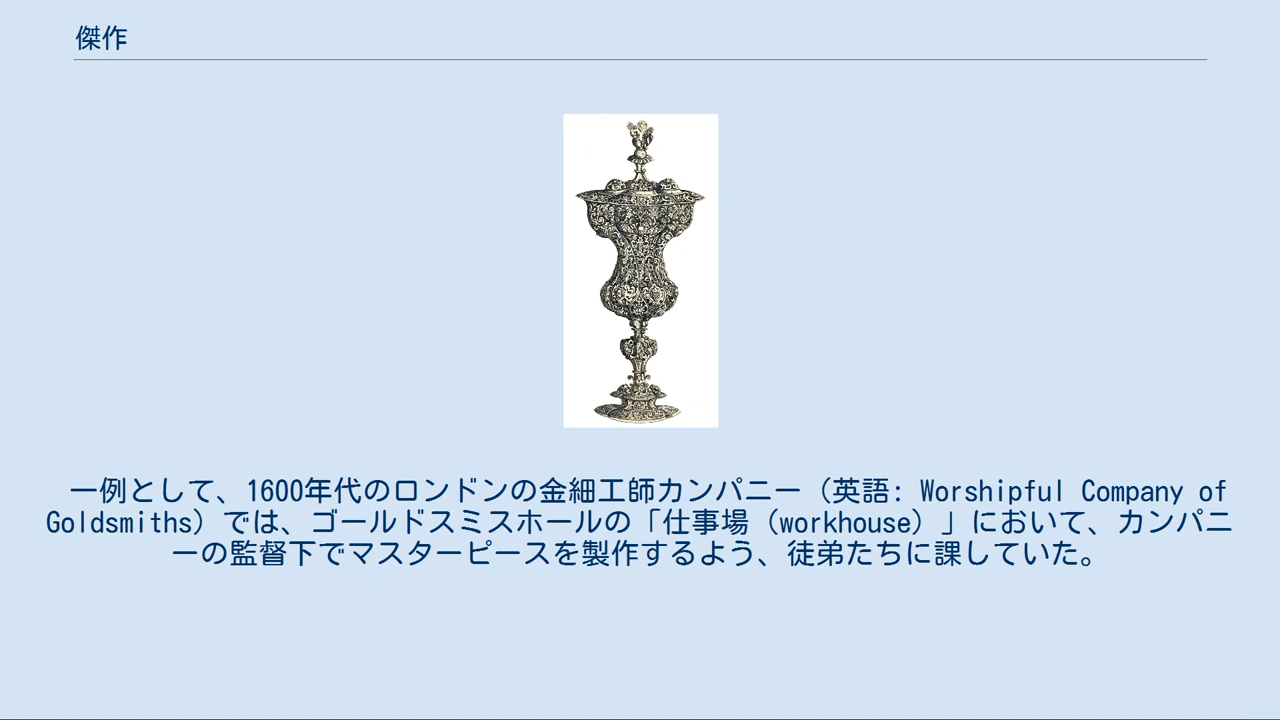 傑作
一例として、1600年代のロンドンの金細工師カンパニー（英語: Worshipful Company of
Goldsmiths）では、ゴールドスミスホールの「仕事場（workhouse）」において、カンパニ
ーの監督下でマスターピースを製作するよう、徒弟たちに課していた。